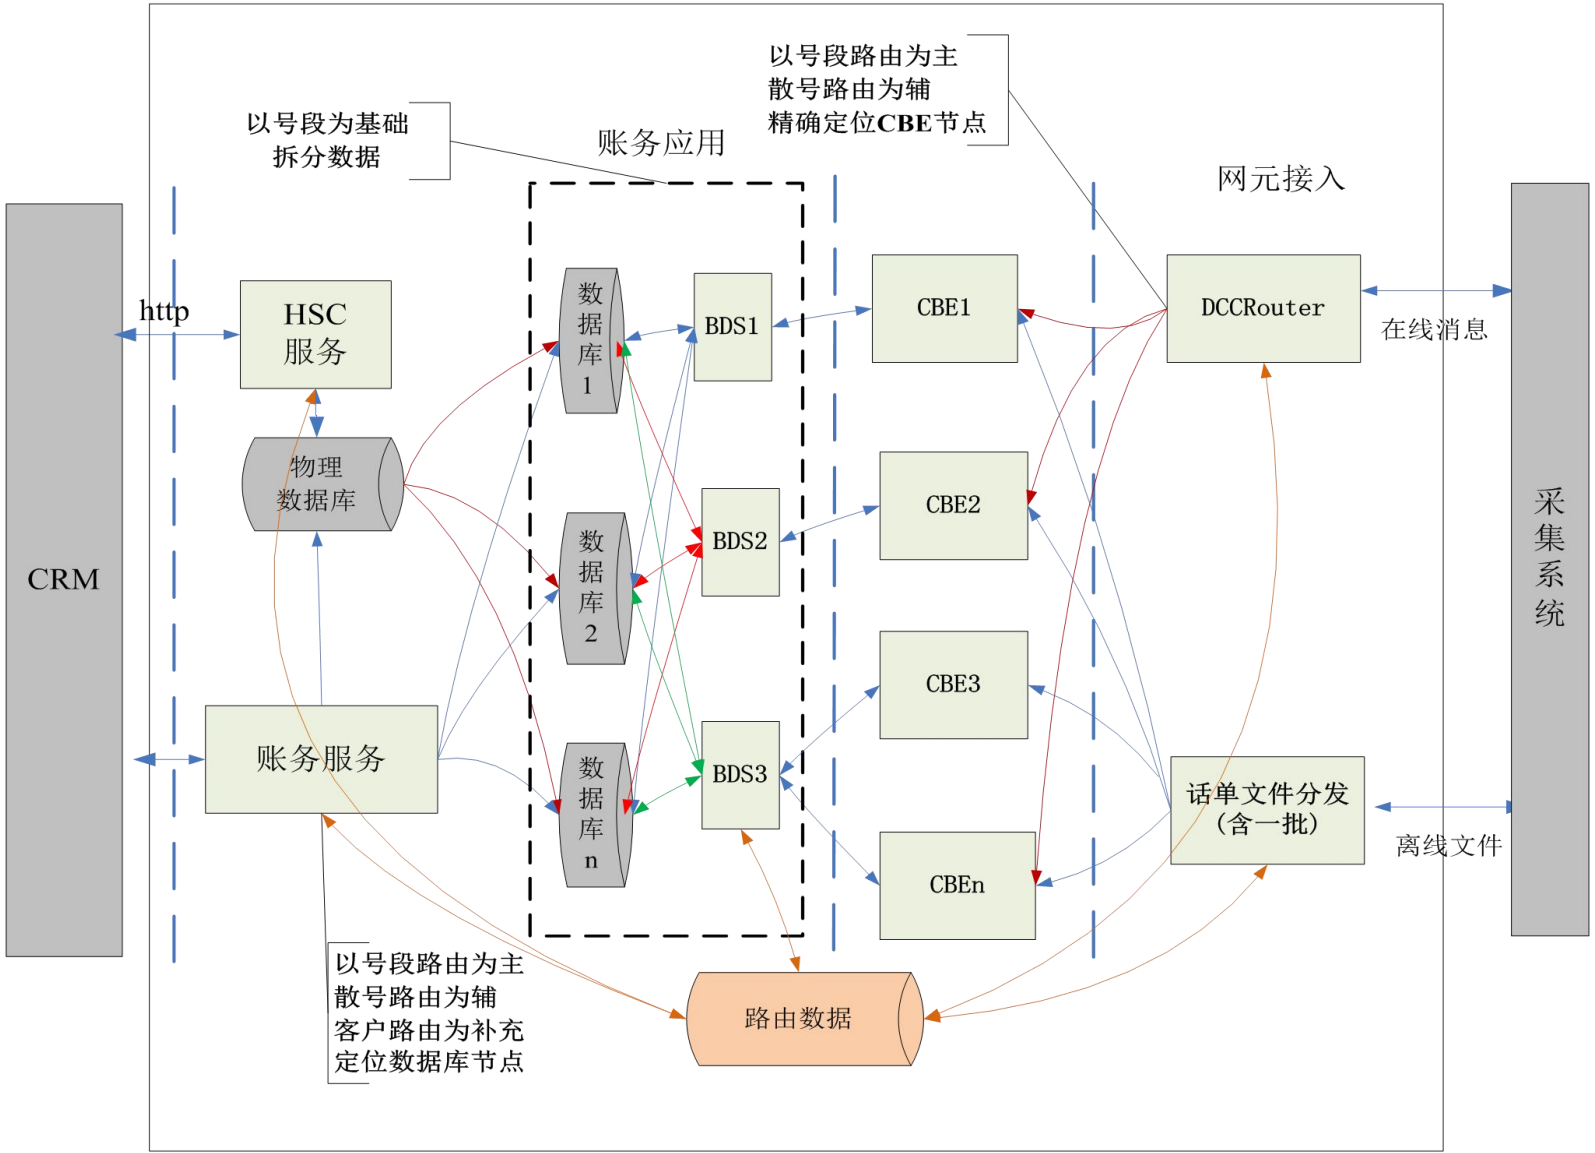 以号段路由为主
散号路由为辅
精确定位CBE节点
以号段为基础
拆分数据
账务应用
网元接入
http
HSC
服务
数
据
库
1
BDS1
CBE1
DCCRouter
在线消息
物理
数据库
CRM
数
据
库
2
BDS2
CBE2
采
集
系
统
CBE3
账务服务
数
据
库
n
BDS3
CBEn
话单文件分发
(含一批)
离线文件
以号段路由为主
散号路由为辅
客户路由为补充
定位数据库节点
路由数据